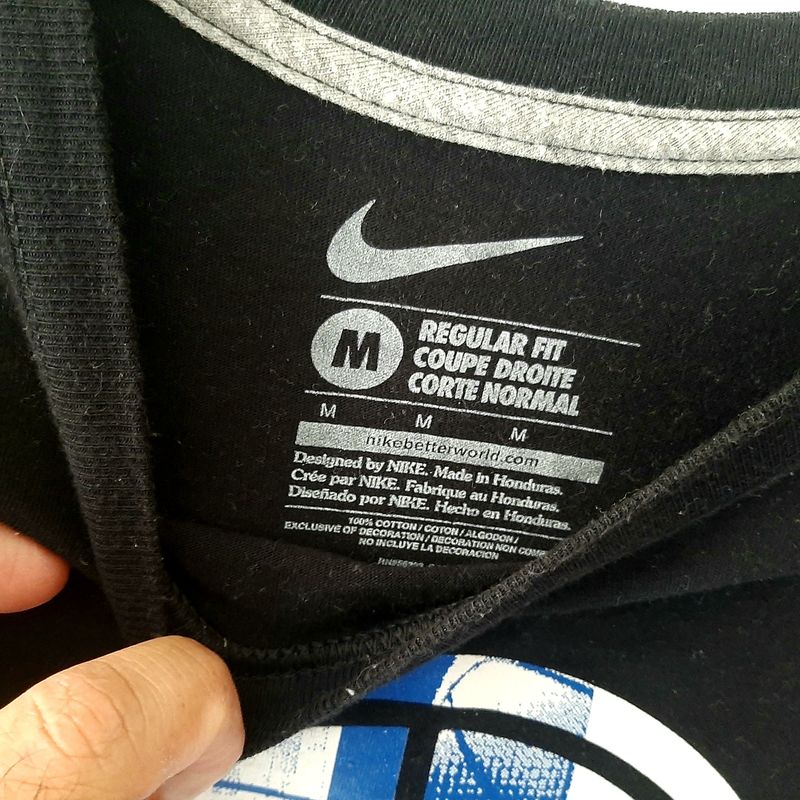 M
REGULAR FIT
COUPE DROITE
CORTE NORMAL
M M M
nikebetterworld.com
Designed by NIKE. Made in Honduras.
Crée par NIKE. Fabrique au Honduras.
Diseñado por NIKE. Hecho en Honduras.
100% COTTON / COTON / ALGODON /
EXCLUSIVE OF DECORATION / DECORATION NON
NO INCLUYE LA DECORACION